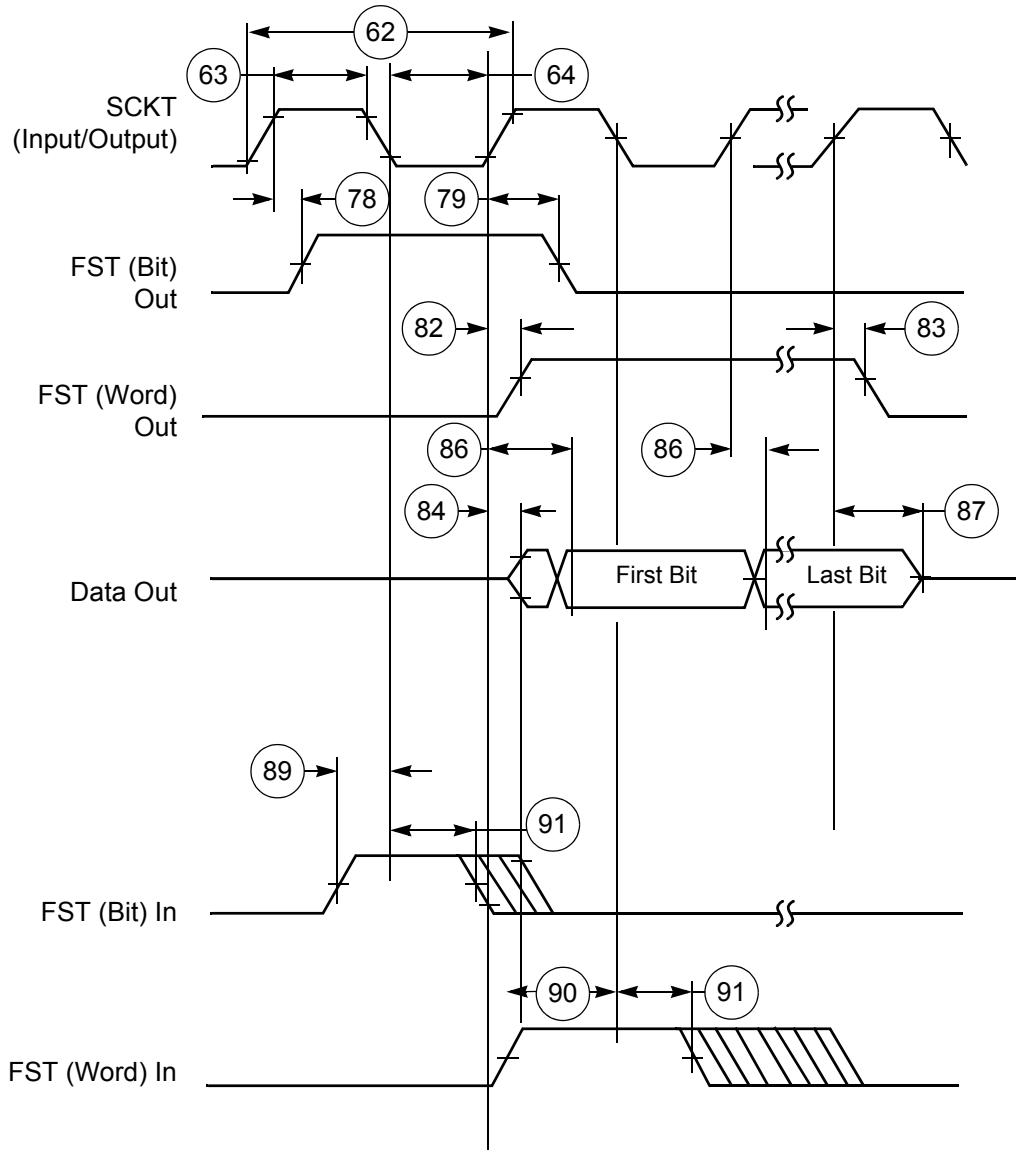 62
63
64
SCKT
(Input/Output)
78
79
FST (Bit)
Out
82
83
FST (Word)
Out
86
86
84
87
Data Out
First Bit
Last Bit
89
91
FST (Bit) In
90
91
FST (Word) In